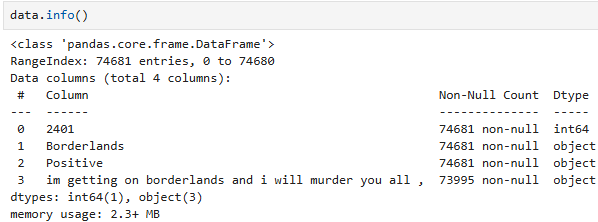 data.info()
<class 'pandas.core.frame.DataFrame'>
RangeIndex: 74681 entries, 0 to 74680
Data columns (total 4 columns):
 #   Column                                                Non-Null Count  Dtype
---  ------                                                --------------  -----
 0   2401                                                  74681 non-null  int64
 1   Borderlands                                           74681 non-null  object
 2   Positive                                              74681 non-null  object
 3   im getting on borderlands and i will murder you all ,  73995 non-null  object
dtypes: int64(1), object(3)
memory usage: 2.3+ MB